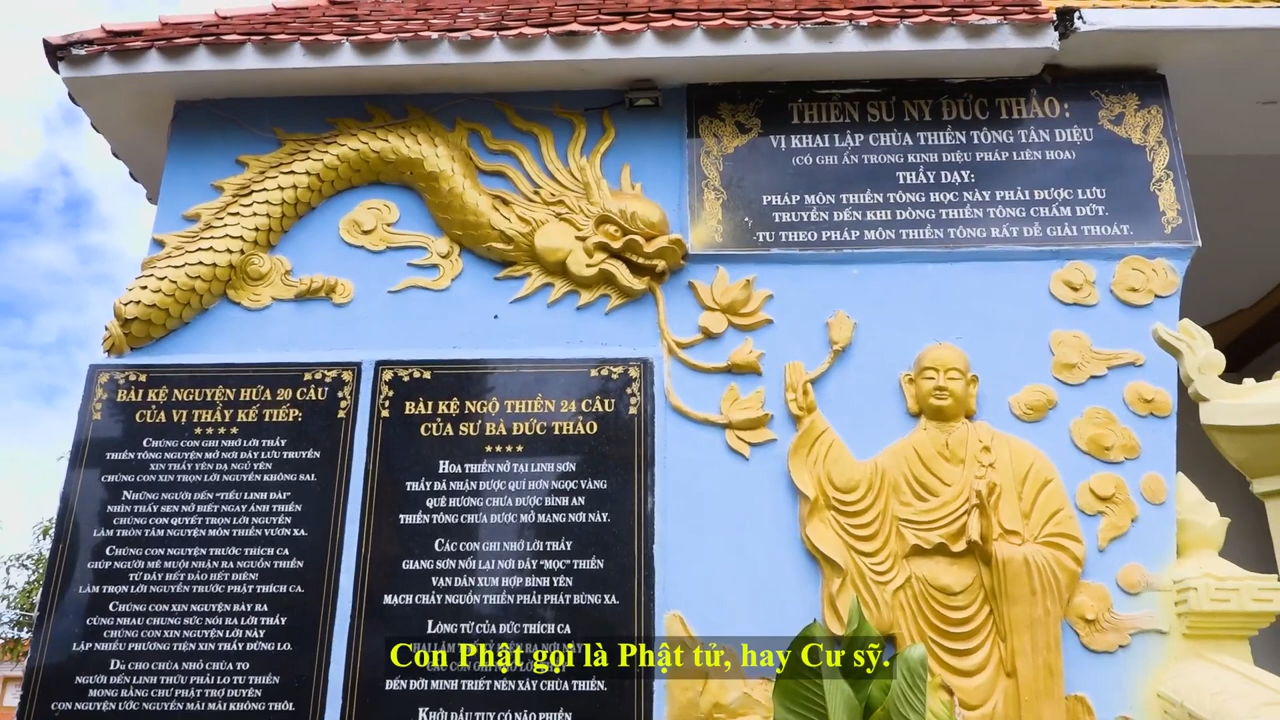 THIỀN SƯ NY ĐỨC THẢO:
VỊ KHAI LẬP CHÙA THIỀN TÔNG TÂN DIỆU
(CÓ GHI ẨN TRONG KINH DIỆU PHÁP LIÊN HOA)
THẦY DẠY:
PHÁP MÔN THIỀN TÔNG HỌC NÀY PHẢI ĐƯỢC LƯU
TRUYỀN ĐẾN KHI DÒNG THIỀN TÔNG CHẤM DỨT.
-TU THEO PHÁP MÔN THIỀN TÔNG RẤT DỄ GIẢI THOÁT.
BÀI KỆ NGUYỆN HỨA 20 CÂU
CỦA VỊ THẦY KẾ TIẾP:
****
CHÚNG CON GHI NHỚ LỜI THẦY
THIỀN TÔNG NGUYỆN MỞ NƠI ĐÂY LƯU TRUYỀN
XIN THẦY YÊN DẠ NGỦ YÊN
CHÚNG CON XIN TRỌN LỜI NGUYỀN KHÔNG SAI.
NHỮNG NGƯỜI ĐẾN "TIỂU LINH ĐÀI"
NHÌN THẤY SEN NỞ BIẾT NGAY ÁNH THIỀN
CHÚNG CON QUYẾT TRỌN LỜI NGUYỀN
LÀM TRÒN TÂM NGUYỆN MÔN THIỀN VƯƠN XA.
CHÚNG CON NGUYỆN TRƯỚC THÍCH CA
GIÚP NGƯỜI MÊ MUỘI NHẬN RA NGUỒN THIỀN
TỪ ĐÂY HẾT ĐẢO HẾT ĐIÊN!
LÀM TRỌN LỜI NGUYỀN TRƯỚC PHẬT THÍCH CA.
CHÚNG CON XIN NGUYỆN BÀY RA
CÙNG NHAU CHUNG SỨC NÓI RA LỜI THẦY
CHÚNG CON XIN NGUYỆN LỜI NÀY
LẬP NHIỀU PHƯƠNG TIỆN XIN THẦY ĐỪNG LO.
DÙ CHO CHÙA NHỎ CHÙA TO
NGƯỜI ĐẾN LINH THỨU PHẢI LO TU THIỀN
MONG RẰNG CHƯ PHẬT TRỢ DUYÊN
CON NGUYỆN ƯỚC NGUYỀN MÃI MÃI KHÔNG THÔI.
BÀI KỆ NGỘ THIỀN 24 CÂU
CỦA SƯ BÀ ĐỨC THẢO
****
HOA THIỀN NỞ TẠI LINH SƠN
THẦY ĐÃ NHẬN ĐƯỢC QUÍ HƠN NGỌC VÀNG
QUÊ HƯƠNG CHƯA ĐƯỢC BÌNH AN
THIỀN TÔNG CHƯA ĐƯỢC MỞ MANG NƠI NÀY.
CÁC CON GHI NHỚ LỜI THẦY
GIANG SƠN NỐI LẠI NƠI ĐÂY "MỌC" THIỀN
VẠN DÂN XUM HỢP BÌNH YÊN
MẠCH CHẢY NGUỒN THIỀN PHẢI PHÁT BÙNG XA.
LÒNG TỪ CỦA ĐỨC THÍCH CA
ĐẾN ĐỜI MINH TRIẾT NÊN XÂY CHÙA THIỀN.
KHỞI ĐẦU TUY CÓ NÃO PHIỀN
Con Phật gọi là Phật tử, hay Cư sỹ.